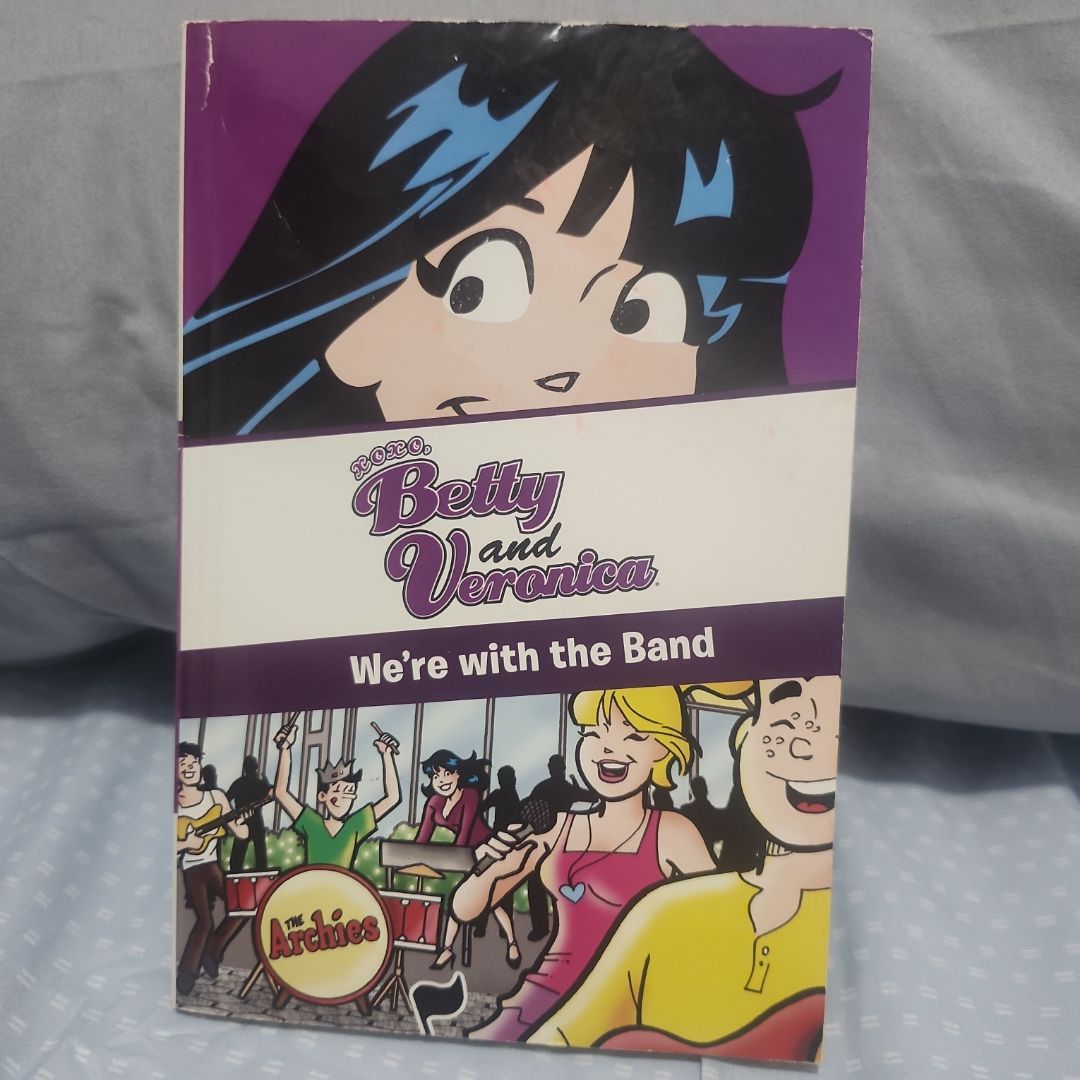 xoxo,
Betty
and
Veronica
We're with the Band
THE
Archies